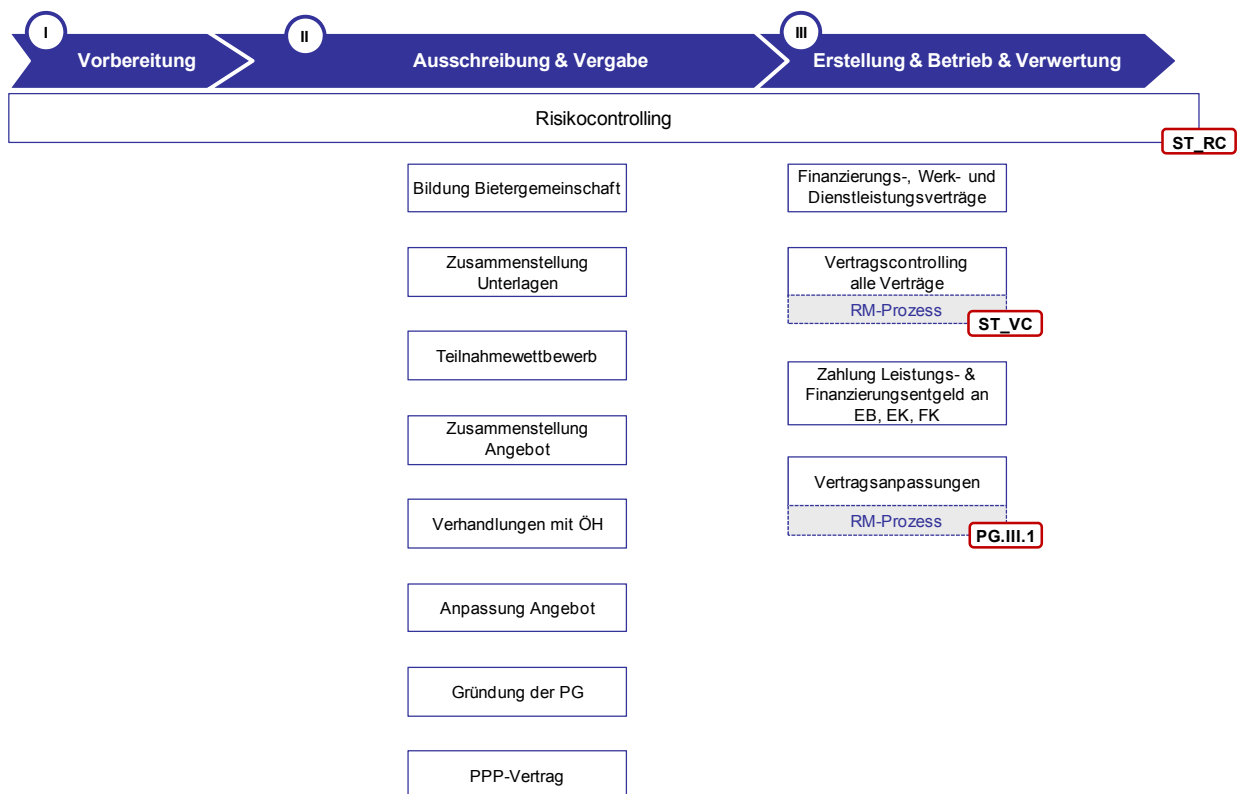 I
II
III
Vorbereitung
Ausschreibung & Vergabe
Erstellung & Betrieb & Verwertung
Risikocontrolling
ST_RC
Bildung Bietergemeinschaft
Zusammenstellung
Unterlagen
Teilnahmewettbewerb
Zusammenstellung
Angebot
Verhandlungen mit ÖH
Anpassung Angebot
Gründung der PG
PPP-Vertrag
Finanzierungs-, Werk- und
Dienstleistungsverträge
Vertragscontrolling
alle Verträge
RM-Prozess
ST_VC
Zahlung Leistungs- &
Finanzierungsentgeld an
EB, EK, FK
Vertragsanpassungen
RM-Prozess
PG.III.1